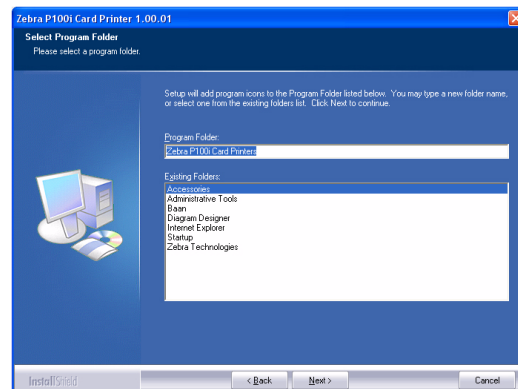 Zebra P100i Card Printer 1.00.01
Select Program Folder
Please select a program folder.
Setup will add program icons to the Program Folder listed below. You may type a new folder name,
or select one from the existing folders list. Click Next to continue.
Program Folder:
Zebra P100i Card Printers
Existing Folders:
Accessories
Administrative Tools
Baan
Diagram Designer
Internet Explorer
Startup
Zebra Technologies
InstallShield
< Back
Next >
Cancel